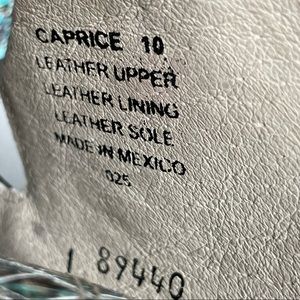 CAPRICE 10
LEATHER UPPER
LEATHER LINING
LEATHER SOLE
MADE IN MEXICO
025
1 89440